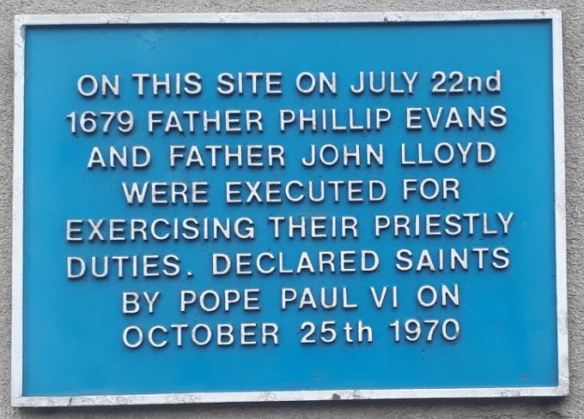 ON THIS SITE ON JULY 22nd
1679 FATHER PHILLIP EVANS
AND FATHER JOHN LLOYD
WERE EXECUTED FOR
EXERCISING THEIR PRIESTLY
DUTIES. DECLARED SAINTS
BY POPE PAUL VI ON
OCTOBER 25th 1970